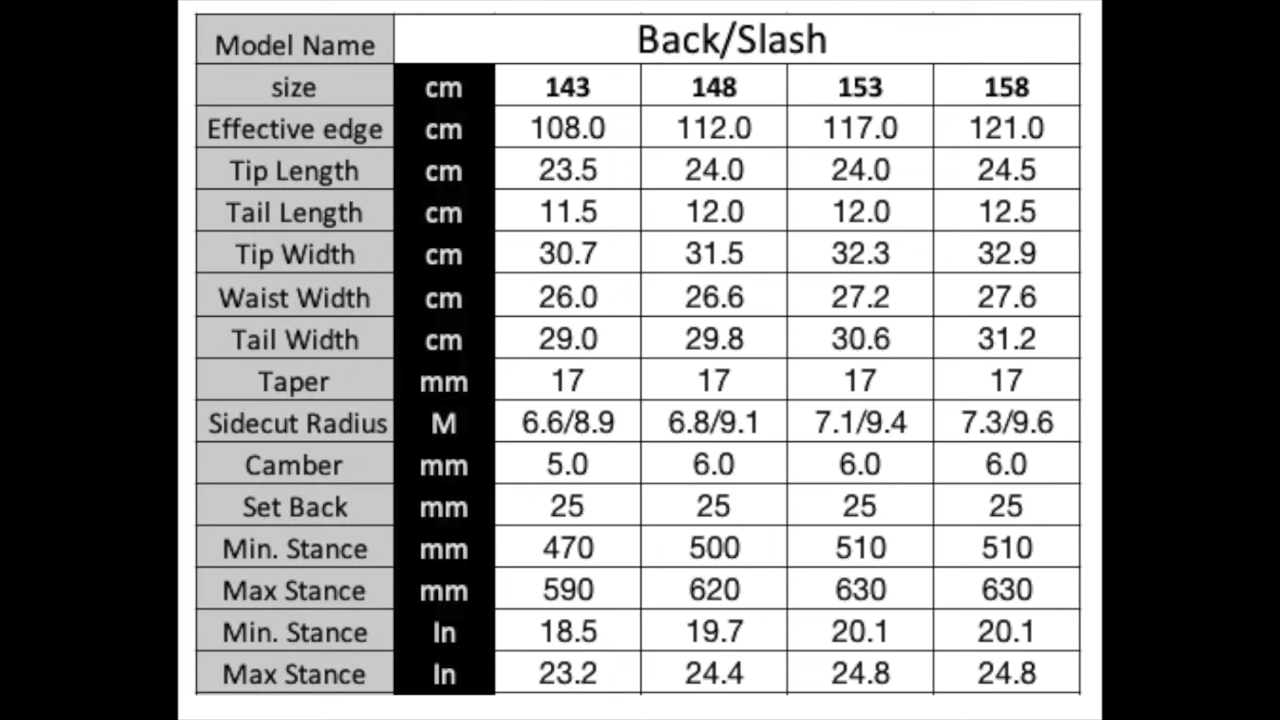 Model Name Back/Slash
size cm 143 148 153 158
Effective edge cm 108.0 112.0 117.0 121.0
Tip Length cm 23.5 24.0 24.0 24.5
Tail Length cm 11.5 12.0 12.0 12.5
Tip Width cm 30.7 31.5 32.3 32.9
Waist Width cm 26.0 26.6 27.2 27.6
Tail Width cm 29.0 29.8 30.6 31.2
Taper mm 17 17 17 17
Sidecut Radius M 6.6/8.9 6.8/9.1 7.1/9.4 7.3/9.6
Camber mm 5.0 6.0 6.0 6.0
Set Back mm 25 25 25 25
Min. Stance mm 470 500 510 510
Max Stance mm 590 620 630 630
Min. Stance In 18.5 19.7 20.1 20.1
Max Stance In 23.2 24.4 24.8 24.8